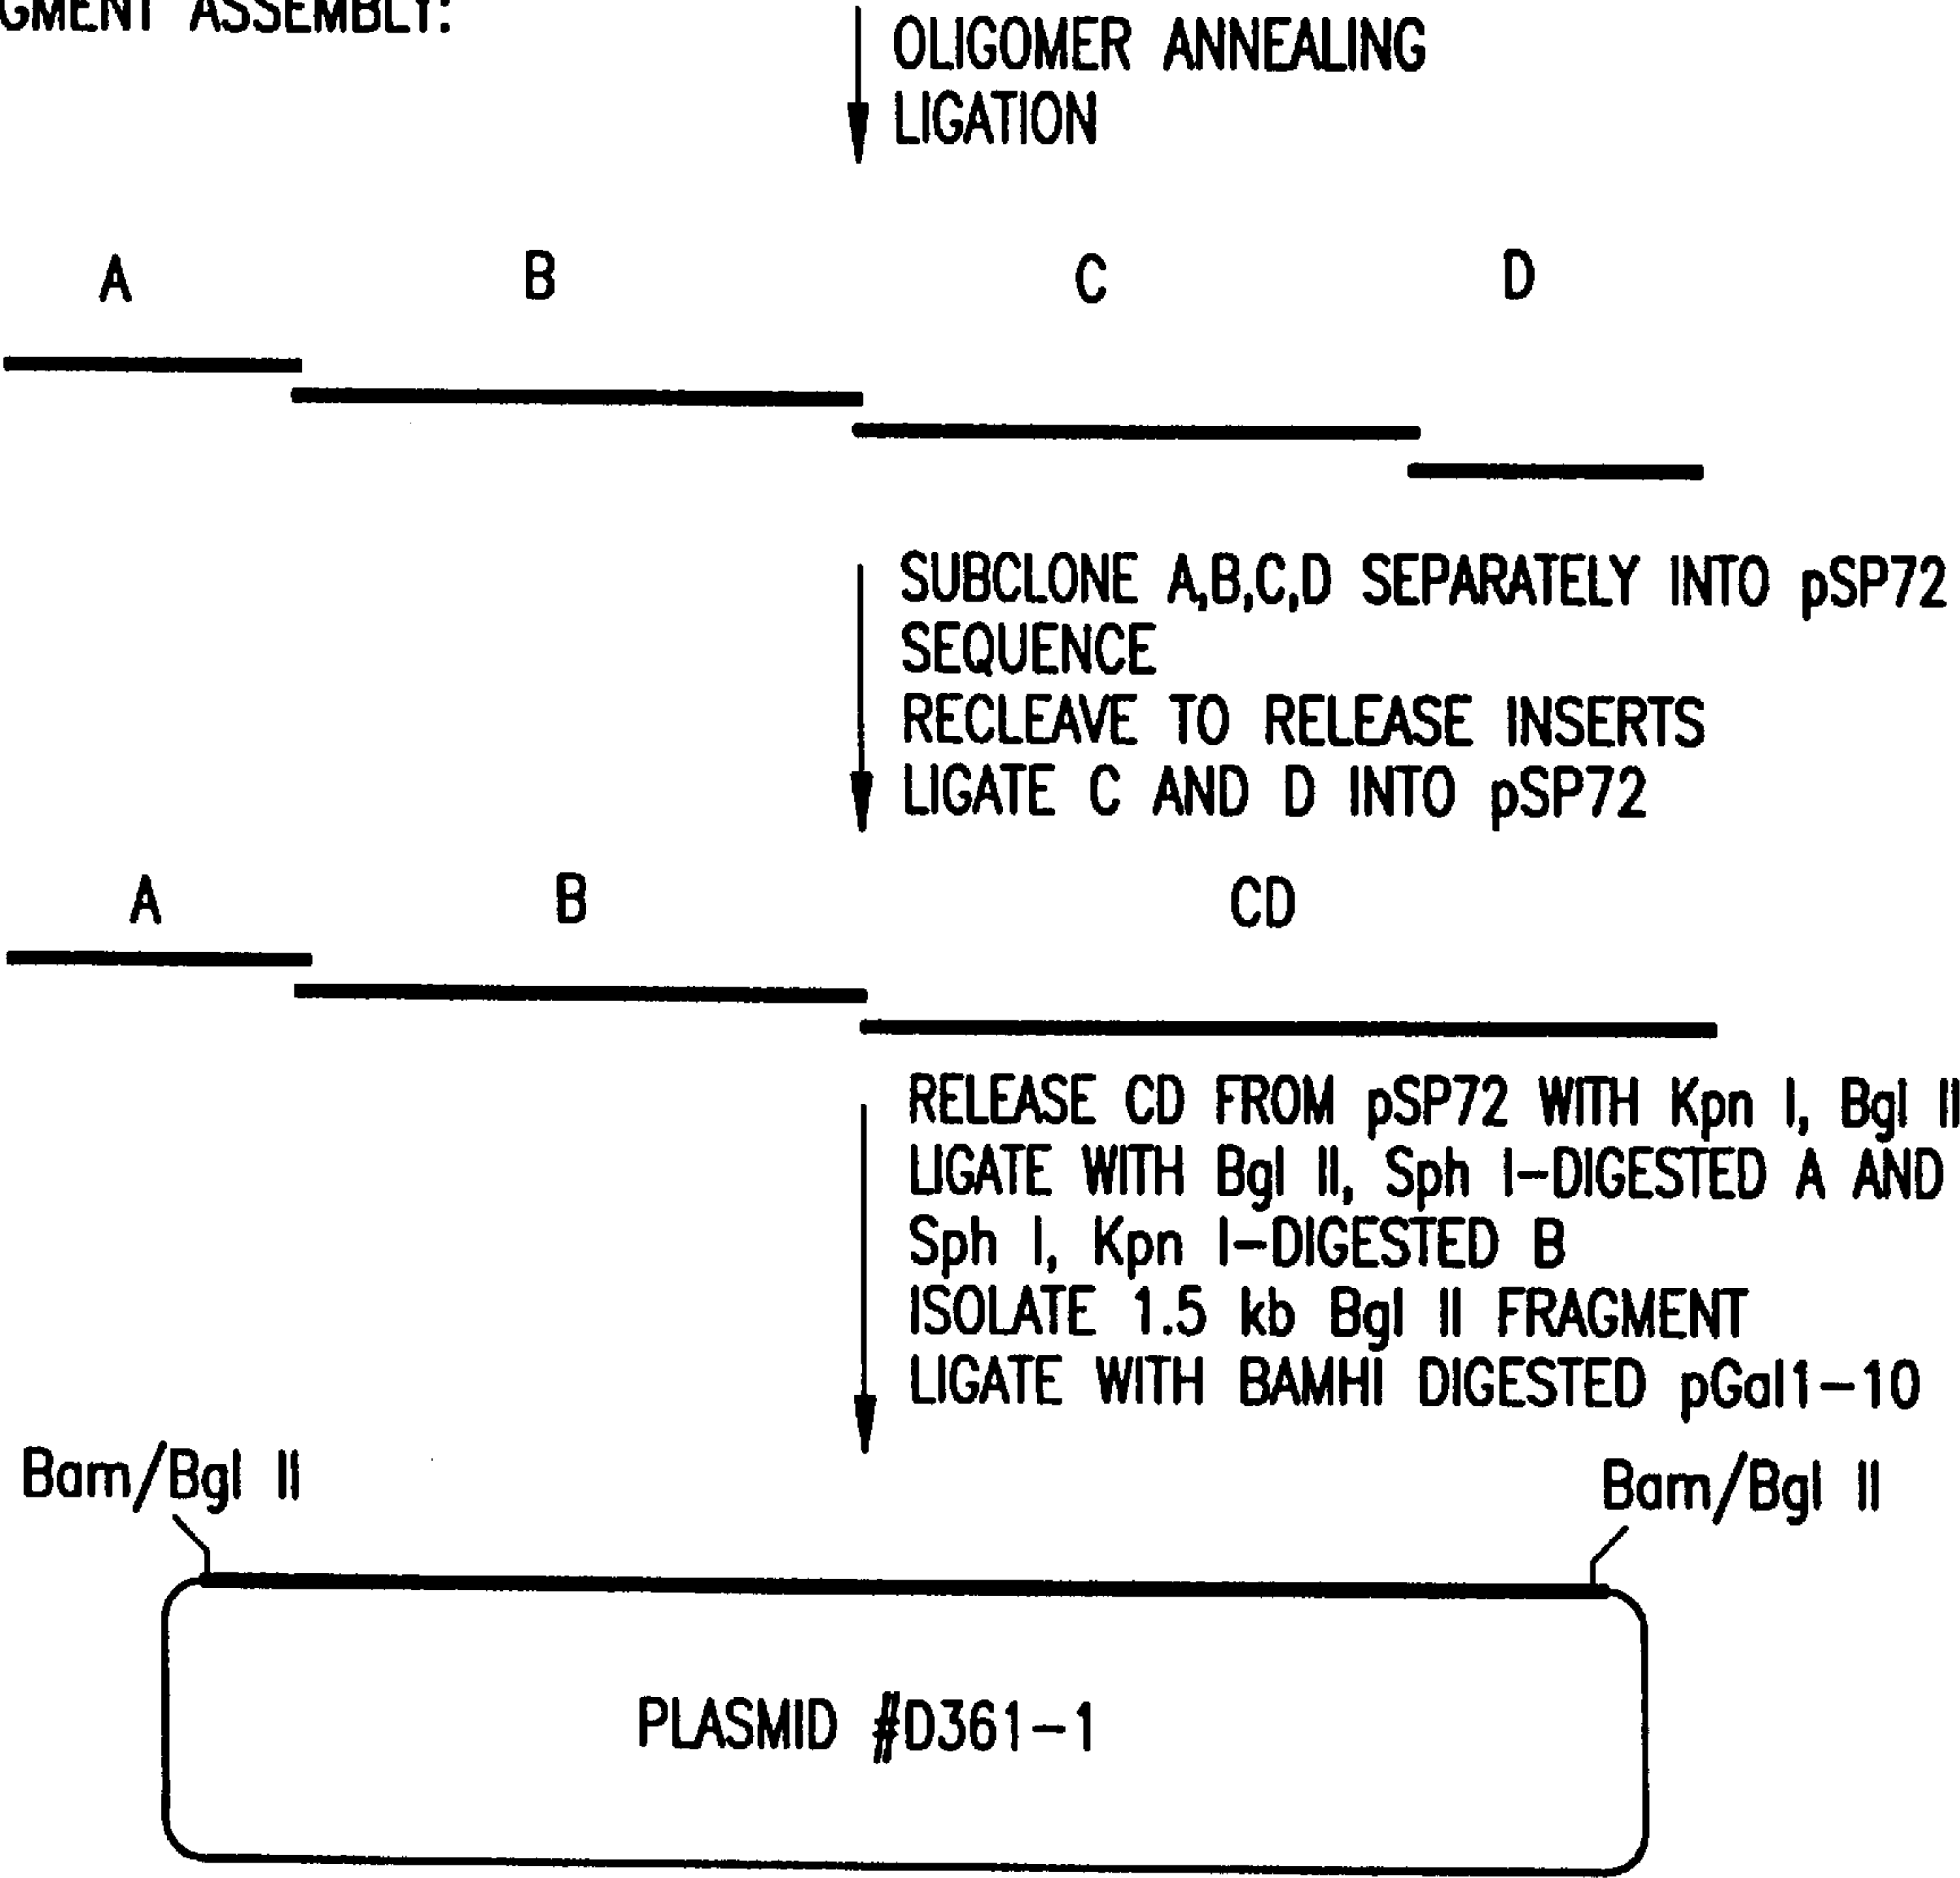 ASSEMBLY:
OLIGOMER ANNEALING
LIGATION
A B C D
SUBCLONE A,B,C,D SEPARATELY INTO pSP72
SEQUENCE
RECLEAVE TO RELEASE INSERTS
LIGATE C AND D INTO pSP72
A B CD
RELEASE CD FROM pSP72 WITH Kpn I, Bgl II
LIGATE WITH Bgl II, Sph I-DIGESTED A AND
Sph I, Kpn I-DIGESTED B
ISOLATE 1.5 kb Bgl II FRAGMENT
LIGATE WITH BAMHI DIGESTED pGal1-10
Bam/Bgl II Bam/Bgl II
PLASMID #D361-1